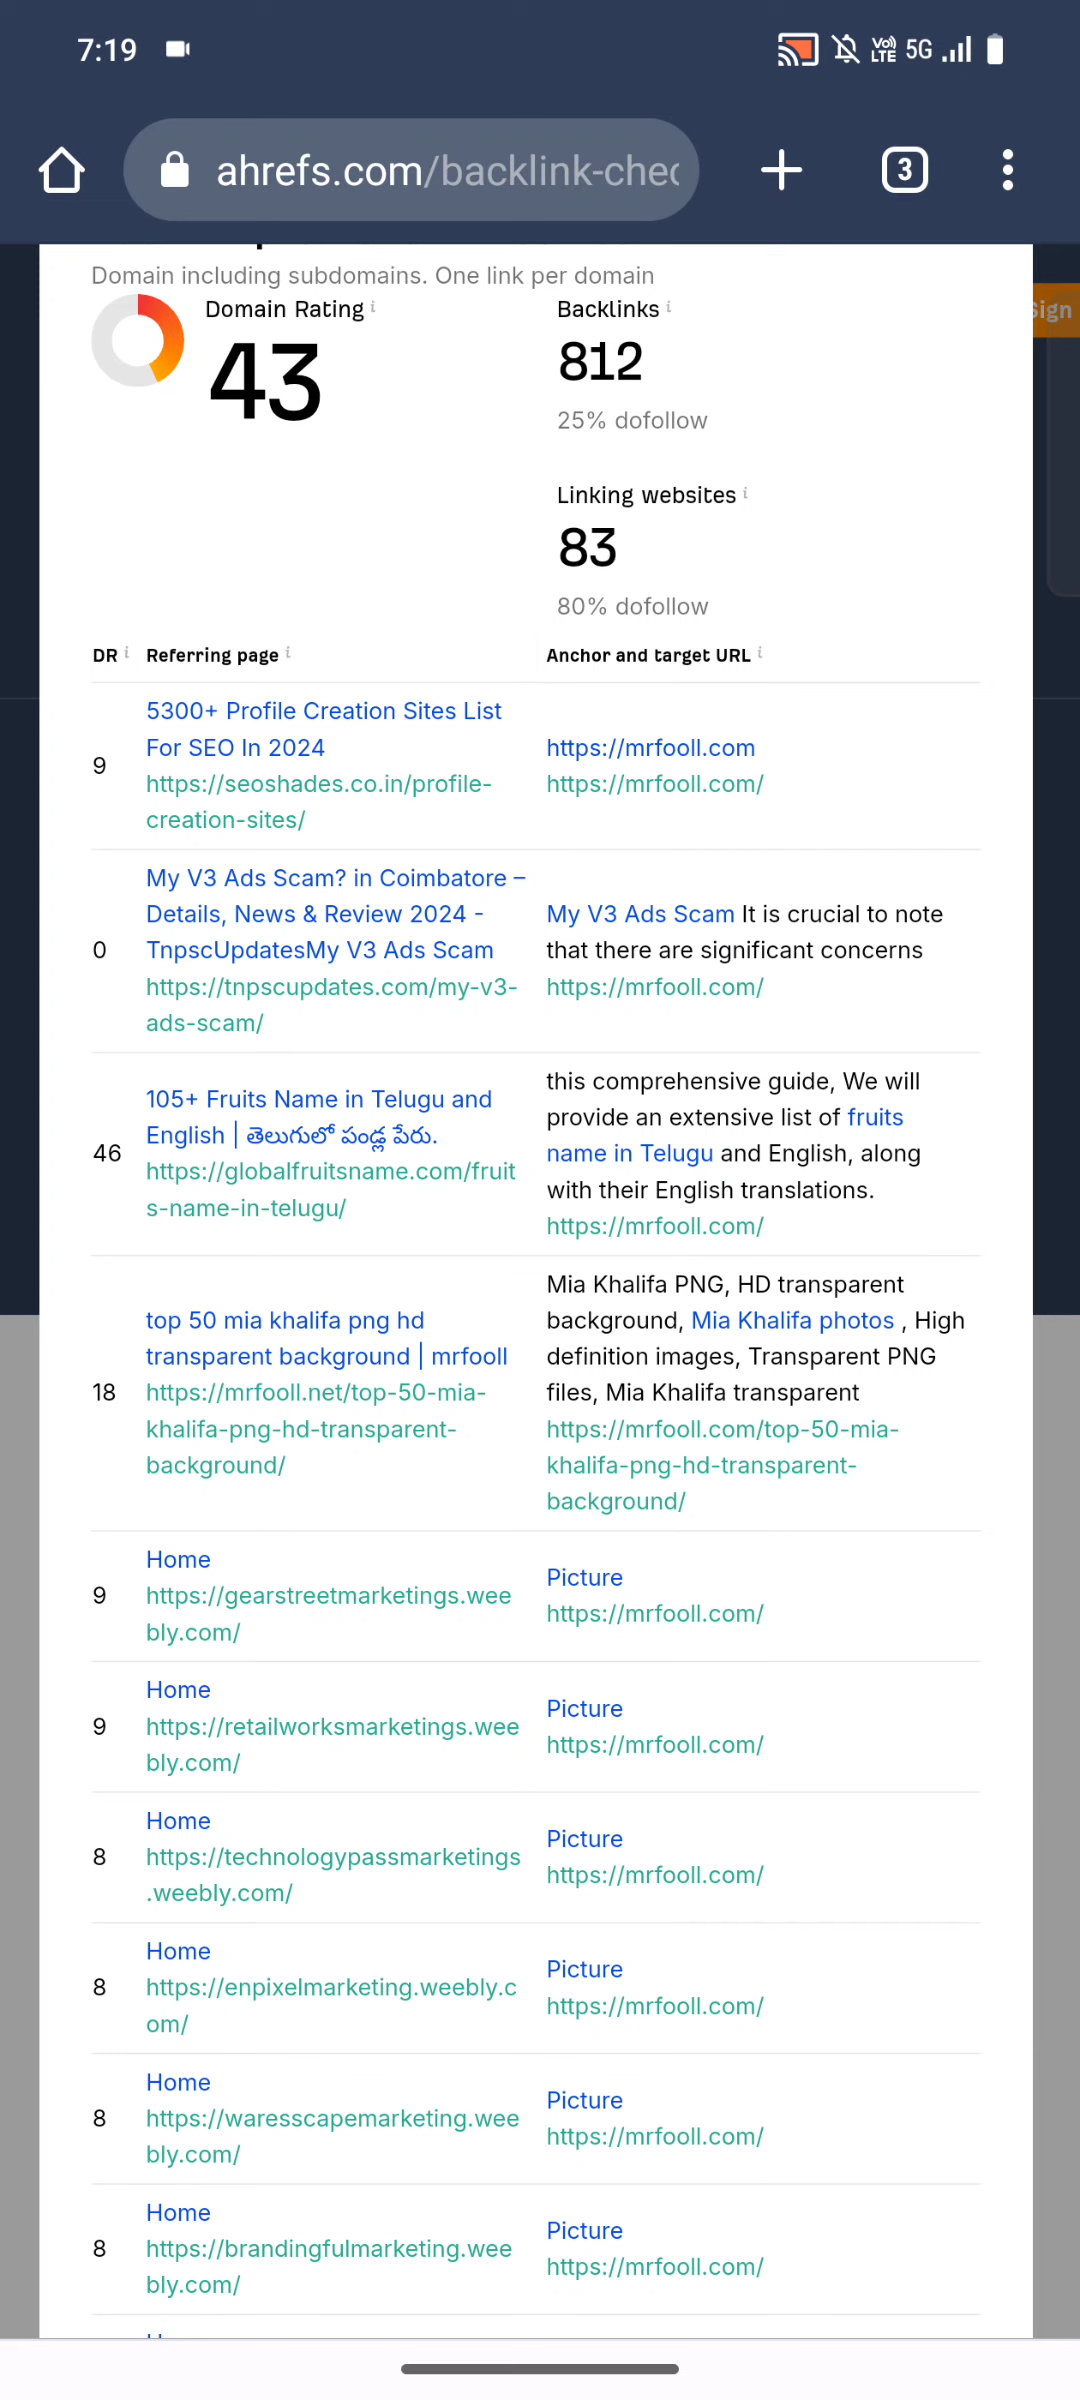 7:19
VoLTE 5G
ahrefs.com/backlink-chec
3
Domain including subdomains. One link per domain
Sign
Domain Rating i
43
Backlinks i
812
25% dofollow
Linking websites i
83
80% dofollow
DR i Referring page i Anchor and target URL i
9
5300+ Profile Creation Sites List
For SEO In 2024
https://seoshades.co.in/profile-
creation-sites/
https://mrfooll.com
https://mrfooll.com/
0
My V3 Ads Scam? in Coimbatore –
Details, News & Review 2024 -
TnpscUpdatesMy V3 Ads Scam
https://tnpscupdates.com/my-v3-
ads-scam/
My V3 Ads Scam It is crucial to note
that there are significant concerns
https://mrfooll.com/
46
105+ Fruits Name in Telugu and
English | తెలుగులో పండ్ల పేరు.
https://globalfruitsname.com/fruit
s-name-in-telugu/
this comprehensive guide, We will
provide an extensive list of fruits
name in Telugu and English, along
with their English translations.
https://mrfooll.com/
18
top 50 mia khalifa png hd
transparent background | mrfooll
https://mrfooll.net/top-50-mia-
khalifa-png-hd-transparent-
background/
Mia Khalifa PNG, HD transparent
background, Mia Khalifa photos , High
definition images, Transparent PNG
files, Mia Khalifa transparent
https://mrfooll.com/top-50-mia-
khalifa-png-hd-transparent-
background/
9
Home
https://gearstreetmarketings.wee
bly.com/
Picture
https://mrfooll.com/
9
Home
https://retailworksmarketings.wee
bly.com/
Picture
https://mrfooll.com/
8
Home
https://technologypassmarketings
.weebly.com/
Picture
https://mrfooll.com/
8
Home
https://enpixelmarketing.weebly.c
om/
Picture
https://mrfooll.com/
8
Home
https://waresscapemarketing.wee
bly.com/
Picture
https://mrfooll.com/
8
Home
https://brandingfulmarketing.wee
bly.com/
Picture
https://mrfooll.com/